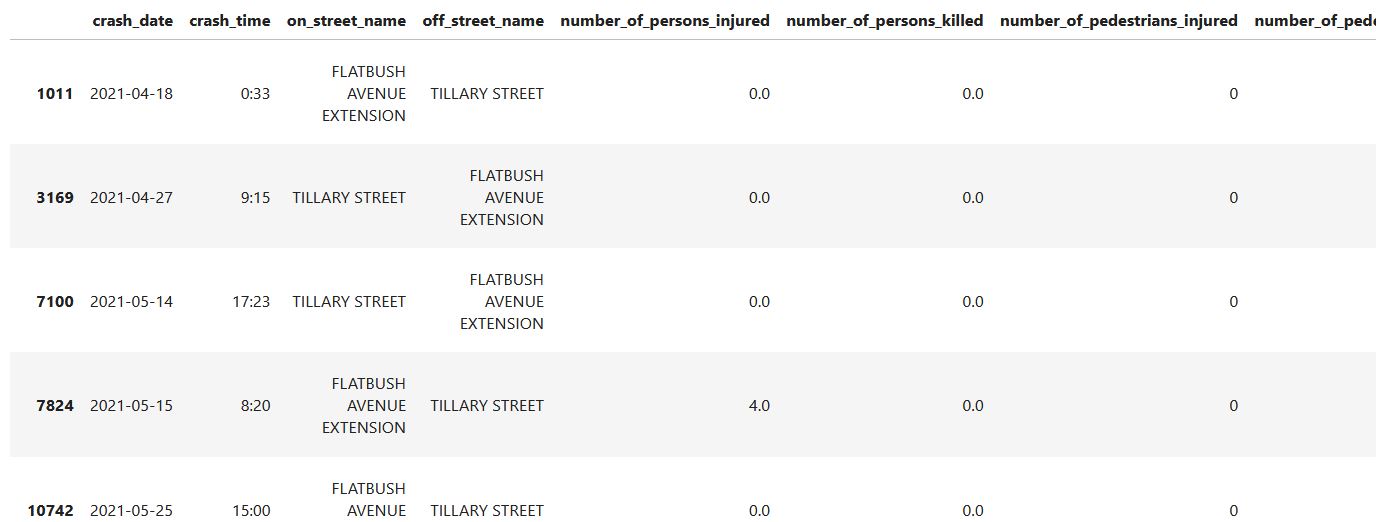 crash_date crash_time on_street_name off_street_name number_of_persons_injured number_of_persons_killed number_of_pedestrians_injured number_of_pede
FLATBUSH
1011 2021-04-18 0:33 AVENUE TILLARY STREET 0.0 0.0 0
EXTENSION
FLATBUSH
3169 2021-04-27 9:15 TILLARY STREET AVENUE 0.0 0.0 0
EXTENSION
FLATBUSH
7100 2021-05-14 17:23 TILLARY STREET AVENUE 0.0 0.0 0
EXTENSION
FLATBUSH
7824 2021-05-15 8:20 AVENUE TILLARY STREET 4.0 0.0 0
EXTENSION
FLATBUSH
10742 2021-05-25 15:00 AVENUE TILLARY STREET 0.0 0.0 0